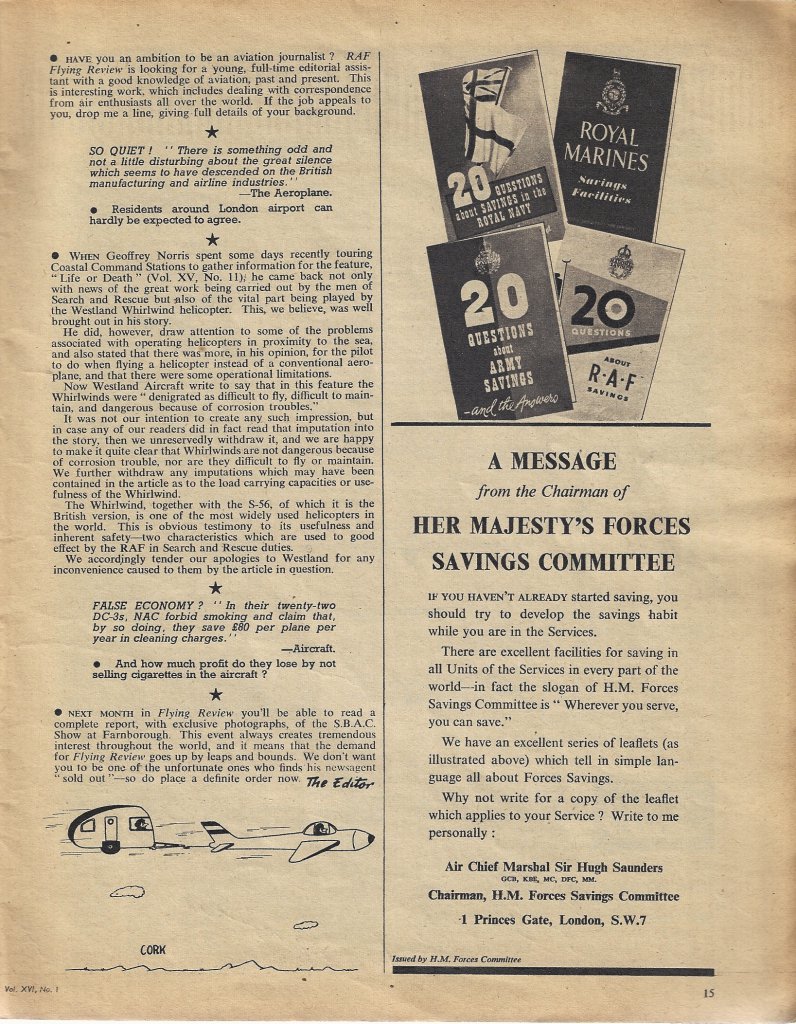 ● HAVE you an ambition to be an aviation journalist ? RAF
Flying Review is looking for a young, full-time editorial assis-
tant with a good knowledge of aviation, past and present. This
is interesting work, which includes dealing with correspondence
from air enthusiasts all over the world. If the job appeals to
you, drop me a line, giving full details of your background.
★
SO QUIET ! " There is something odd and
not a little disturbing about the great silence
which seems to have descended on the British
manufacturing and airline industries."
—The Aeroplane.
● Residents around London airport can
hardly be expected to agree.
★
● WHEN Geoffrey Norris spent some days recently touring
Coastal Command Stations to gather information for the feature,
" Life or Death " (Vol. XV, No. 11); he came back not only
with news of the great work being carried out by the men of
Search and Rescue but also of the vital part being played by
the Westland Whirlwind helicopter. This, we believe, was well
brought out in his story.
He did, however, draw attention to some of the problems
associated with operating helicopters in proximity to the sea,
and also stated that there was more, in his opinion, for the pilot
to do when flying a helicopter instead of a conventional aero-
plane, and that there were some operational limitations.
Now Westland Aircraft write to say that in this feature the
Whirlwinds were " denigrated as difficult to fly, difficult to main-
tain, and dangerous because of corrosion troubles."
It was not our intention to create any such impression, but
in case any of our readers did in fact read that imputation into
the story, then we unreservedly withdraw it, and we are happy
to make it quite clear that Whirlwinds are not dangerous because
of corrosion trouble, nor are they difficult to fly or maintain.
We further withdraw any imputations which may have been
contained in the article as to the load carrying capacities or use-
fulness of the Whirlwind.
The Whirlwind, together with the S-56, of which it is the
British version, is one of the most widely used helicopters in
the world. This is obvious testimony to its usefulness and
inherent safety—two characteristics which are used to good
effect by the RAF in Search and Rescue duties.
We accordingly tender our apologies to Westland for any
inconvenience caused to them by the article in question.
★
FALSE ECONOMY ? " In their twenty-two
DC-3s, NAC forbid smoking and claim that,
by so doing, they save £80 per plane per
year in cleaning charges."
—Aircraft.
● And how much profit do they lose by not
selling cigarettes in the aircraft ?
★
● NEXT MONTH in Flying Review you'll be able to read a
complete report, with exclusive photographs, of the S.B.A.C.
Show at Farnborough. This event always creates tremendous
interest throughout the world, and it means that the demand
for Flying Review goes up by leaps and bounds. We don't want
you to be one of the unfortunate ones who finds his newsagent
" sold out "—so do place a definite order now.
The Editor
CORK
Vol. XVI, No. 1
20 QUESTIONS
about SAVINGS in the
ROYAL NAVY
ROYAL
MARINES
Savings
Facilities
20
QUESTIONS
about
ARMY
SAVINGS
—and the Answers
20
QUESTIONS
ABOUT
R·A·F
SAVINGS
A MESSAGE
from the Chairman of
HER MAJESTY'S FORCES
SAVINGS COMMITTEE
IF YOU HAVEN'T ALREADY started saving, you
should try to develop the savings habit
while you are in the Services.
There are excellent facilities for saving in
all Units of the Services in every part of the
world—in fact the slogan of H.M. Forces
Savings Committee is " Wherever you serve,
you can save."
We have an excellent series of leaflets (as
illustrated above) which tell in simple lan-
guage all about Forces Savings.
Why not write for a copy of the leaflet
which applies to your Service ? Write to me
personally :
Air Chief Marshal Sir Hugh Saunders
GCB, KBE, MC, DFC, MM.
Chairman, H.M. Forces Savings Committee
1 Princes Gate, London, S.W.7
Issued by H.M. Forces Committee
15